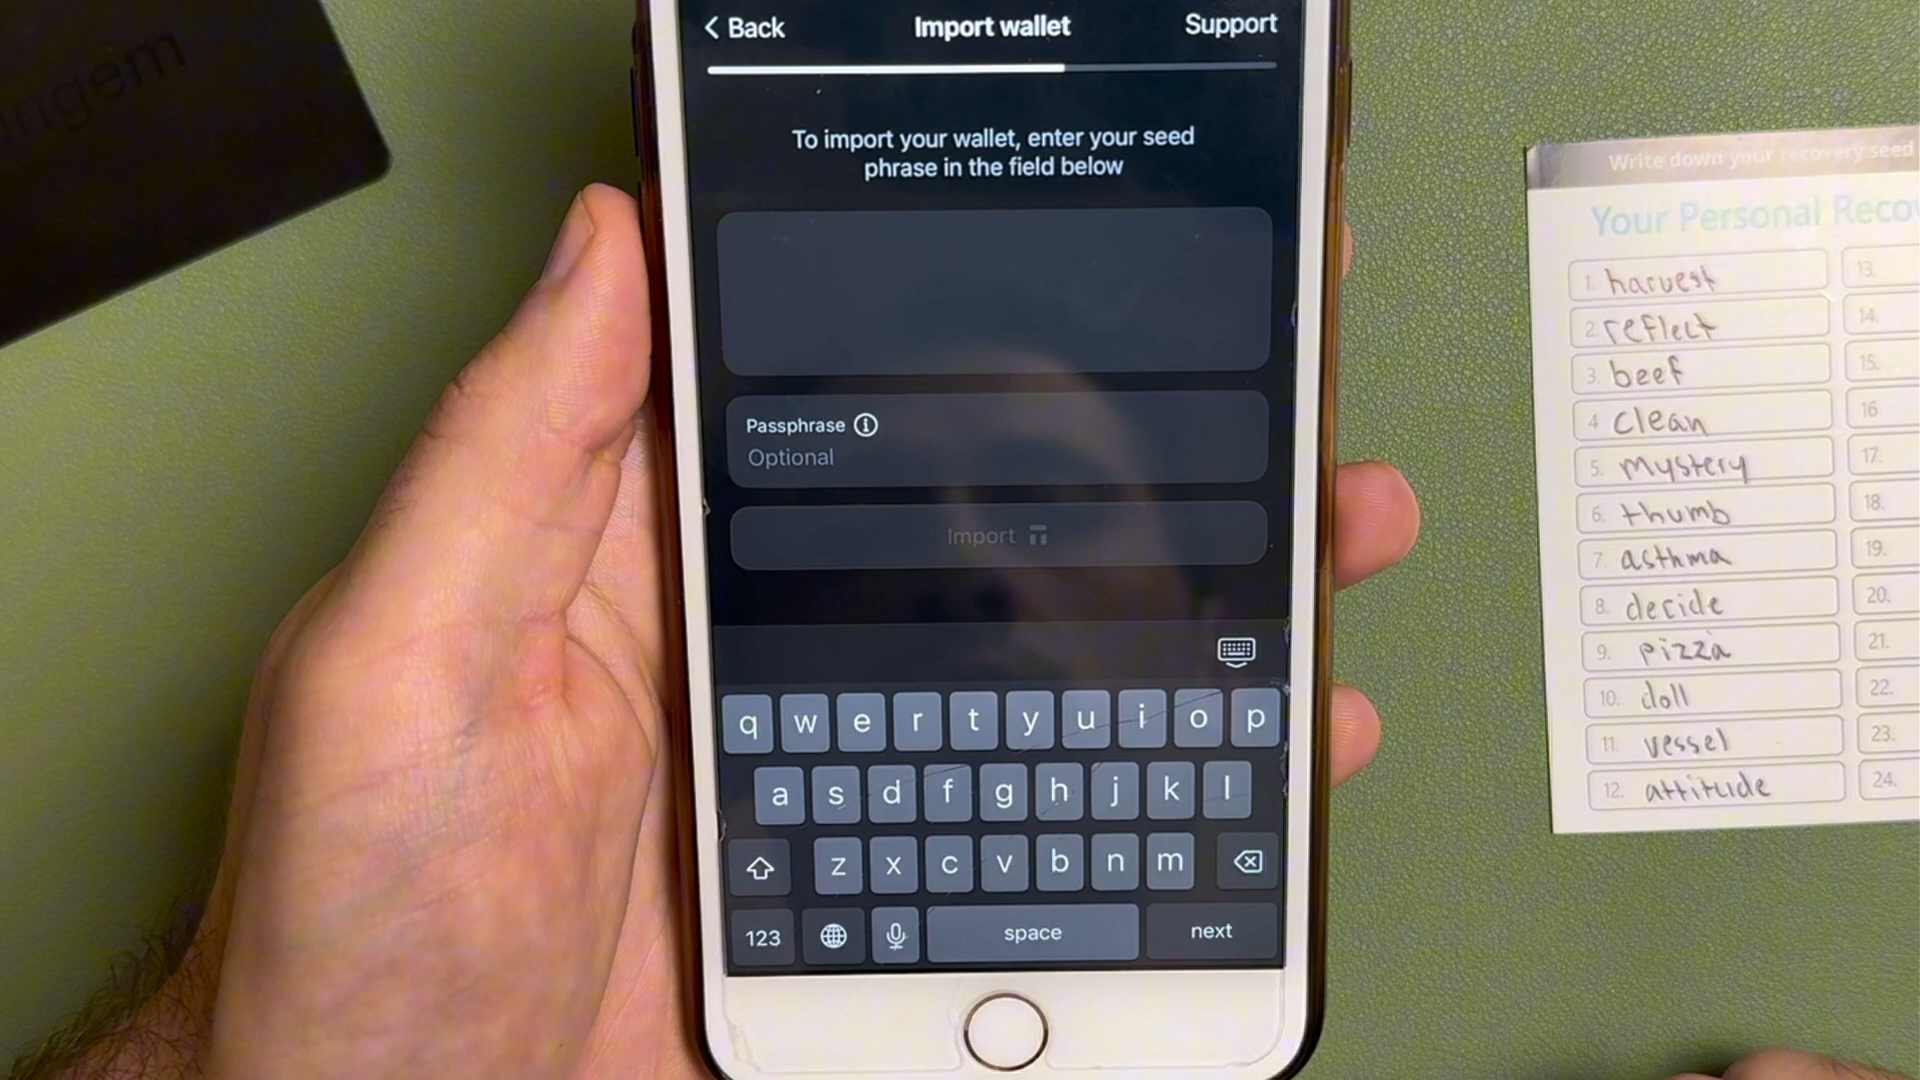 ngem
Back
Import wallet
Support
To import your wallet, enter your seed
phrase in the field below
Passphrase
Optional
Import
q w e r t y u i o p
a s d f g h j k l
z x c v b n m
123 space next
Write down your recovery seed
Your Personal Recov
1. harvest 13.
2. reflect 14.
3. beef 15.
4 clean 16
5. mystery 17.
6. thumb 18.
7. asthma 19.
8. decide 20.
9. pizza 21.
10. doll 22.
11. vessel 23.
12. attitude 24.